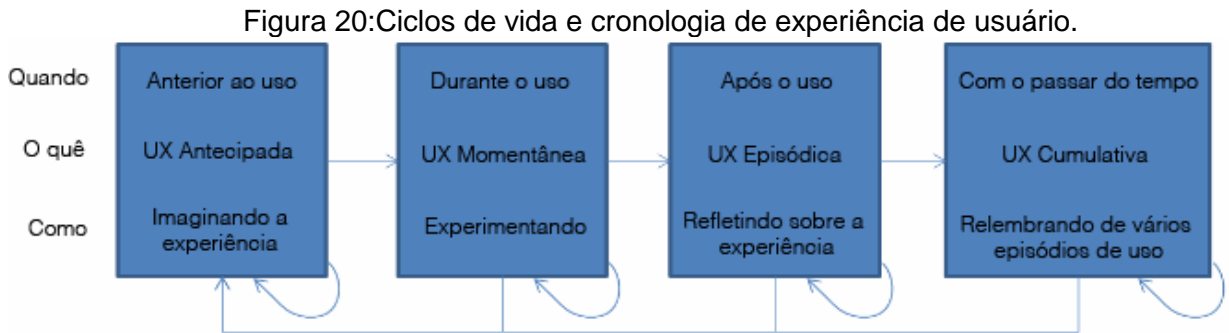 Figura 20:Ciclos de vida e cronologia de experiência de usuário.
Quando Anterior ao uso Durante o uso Após o uso Com o passar do tempo
O quê UX Antecipada UX Momentânea UX Episódica UX Cumulativa
Como Imaginando a experiência Experimentando Refletindo sobre a experiência Relembrando de vários episódios de uso